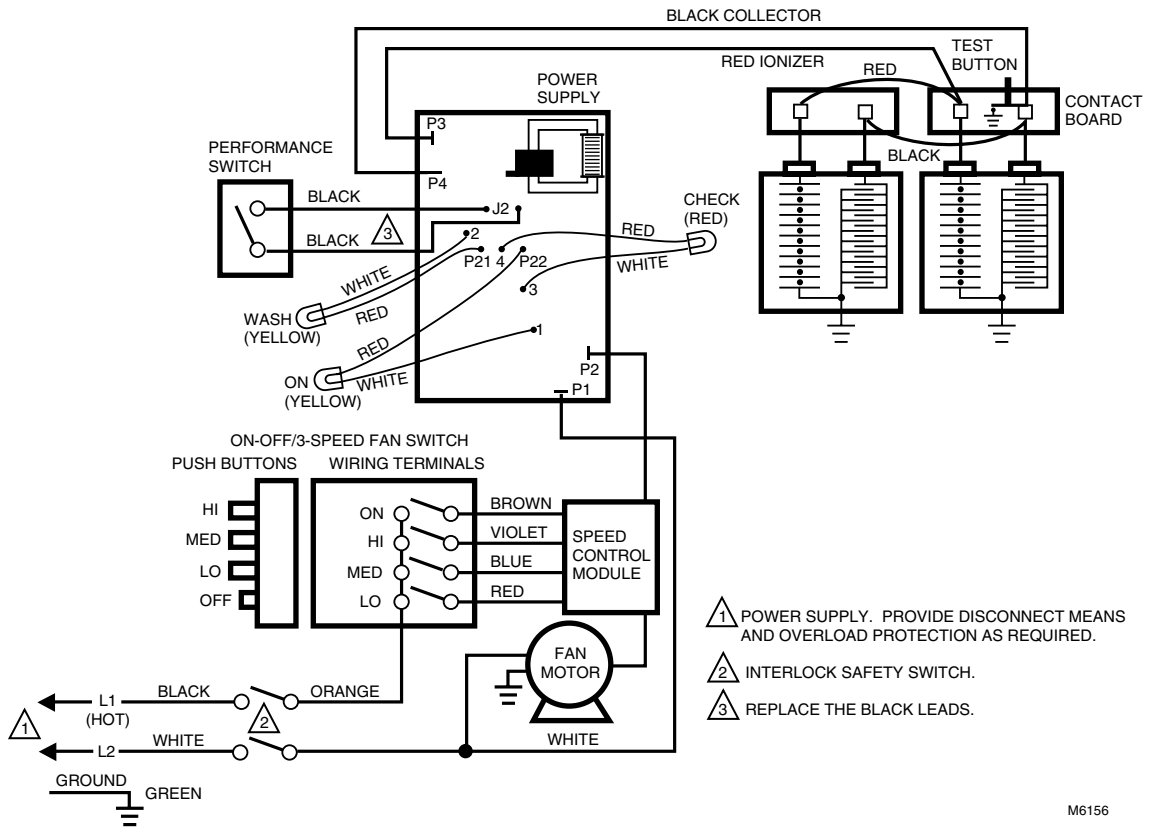 BLACK COLLECTOR
RED IONIZER
TEST
BUTTON
RED
CONTACT
BOARD
BLACK
POWER
SUPPLY
P3
P4
PERFORMANCE
SWITCH
BLACK
BLACK
3
J2
2
P21
4
P22
3
1
P2
P1
CHECK
(RED)
RED
WHITE
WHITE
RED
WASH
(YELLOW)
RED
WHITE
ON
(YELLOW)
ON-OFF/3-SPEED FAN SWITCH
PUSH BUTTONS
WIRING TERMINALS
HI
MED
LO
OFF
ON
HI
MED
LO
BROWN
VIOLET
BLUE
RED
SPEED
CONTROL
MODULE
FAN
MOTOR
1 POWER SUPPLY. PROVIDE DISCONNECT MEANS
AND OVERLOAD PROTECTION AS REQUIRED.
2 INTERLOCK SAFETY SWITCH.
3 REPLACE THE BLACK LEADS.
L1
(HOT)
BLACK
ORANGE
1
2
L2
WHITE
WHITE
GROUND
GREEN
M6156